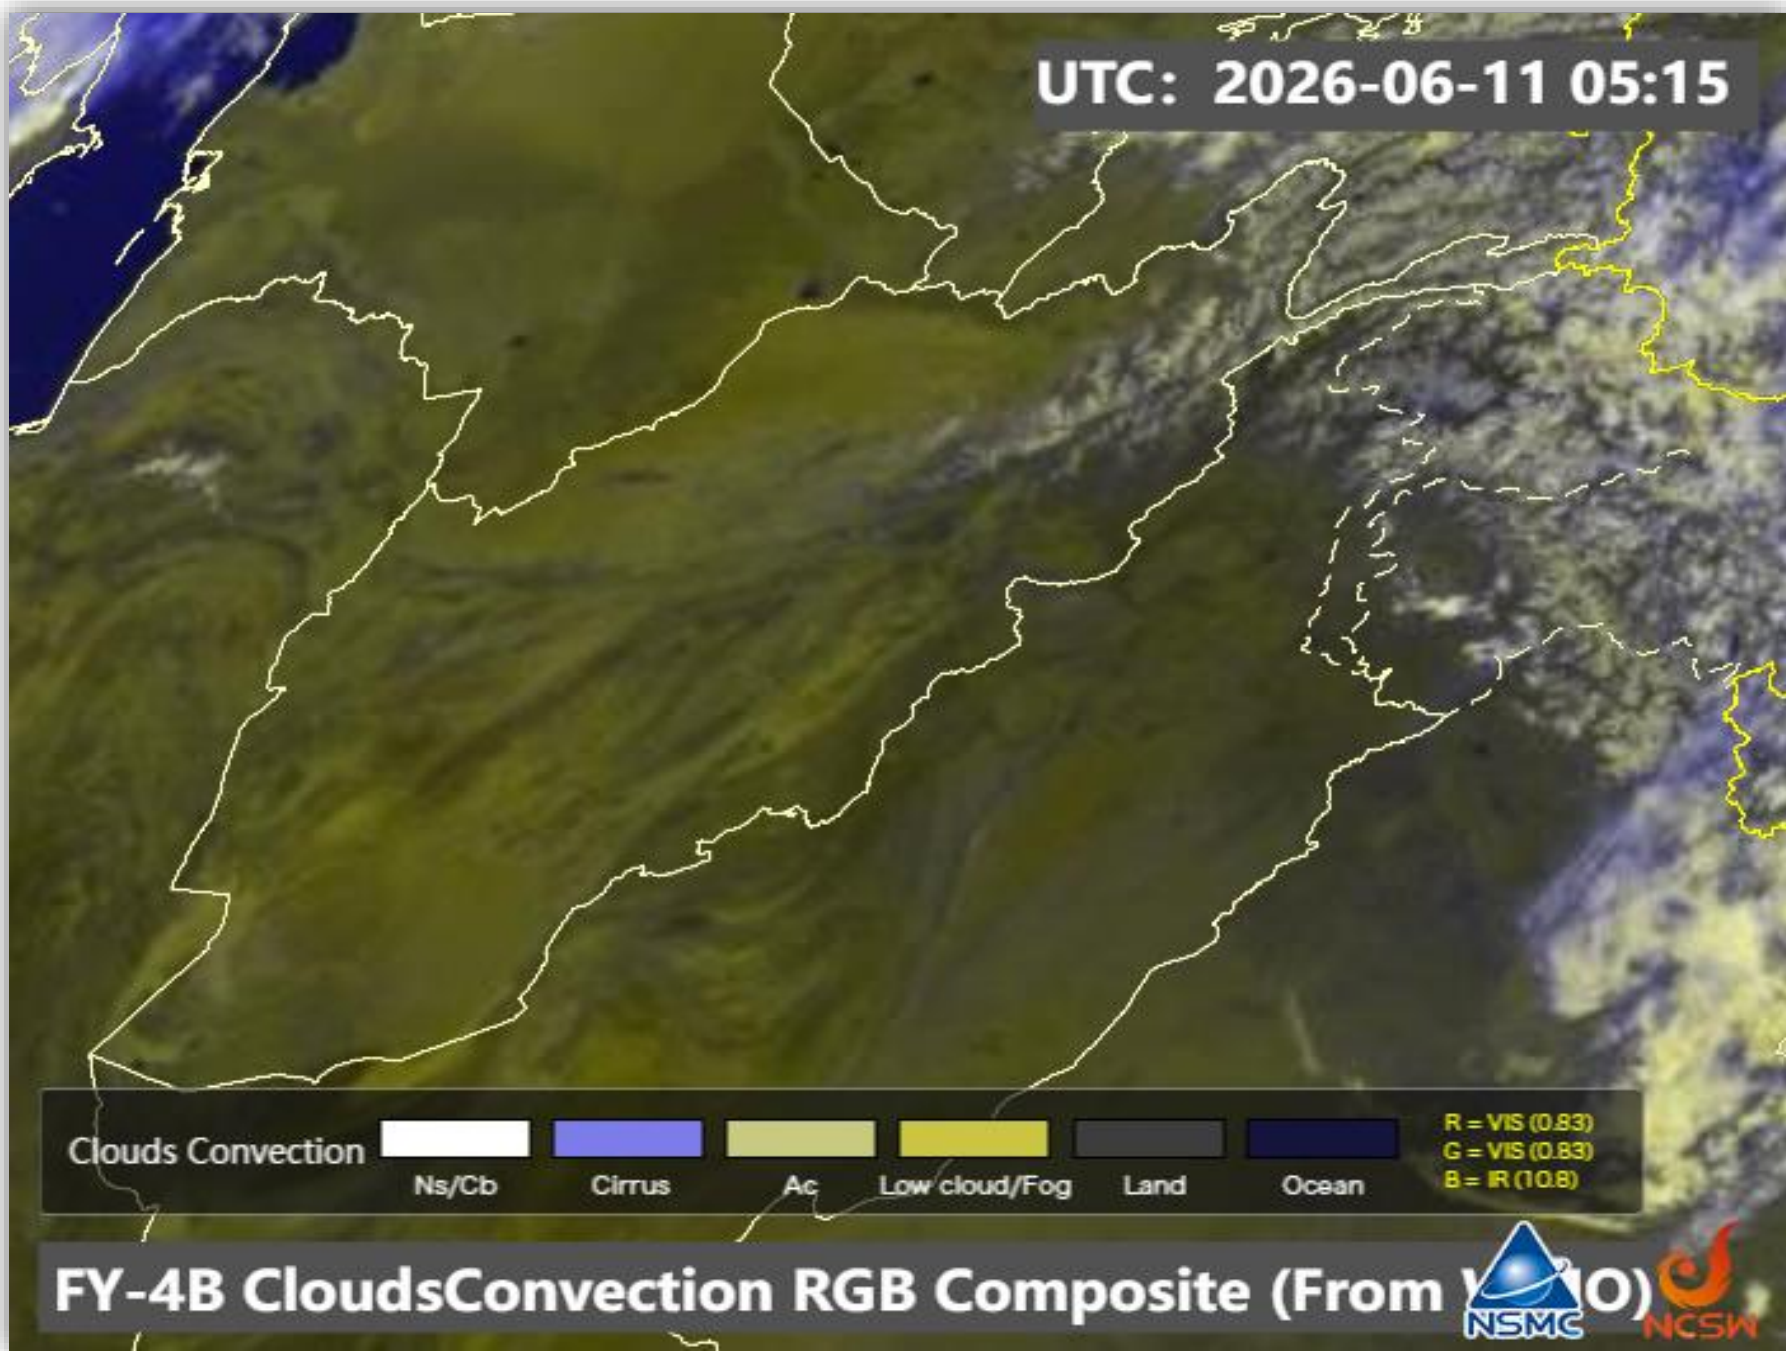 UTC: 2026-06-11 05:15
Clouds Convection
Ns/Cb
Cirrus
Ac
Low cloud/Fog
Land
Ocean
R = VIS (0.83)
G = VIS (0.83)
B = IR (10.8)
FY-4B CloudsConvection RGB Composite (From W O)
NSMC
NCSW